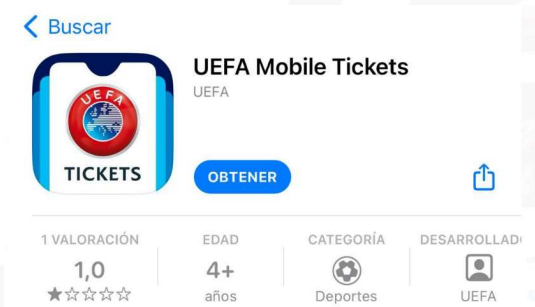 Buscar
UEFA Mobile Tickets
UEFA
UEFA
TICKETS
OBTENER
1 VALORACIÓN
EDAD
CATEGORÍA
DESARROLLAD
1,0
4+
años
Deportes
UEFA